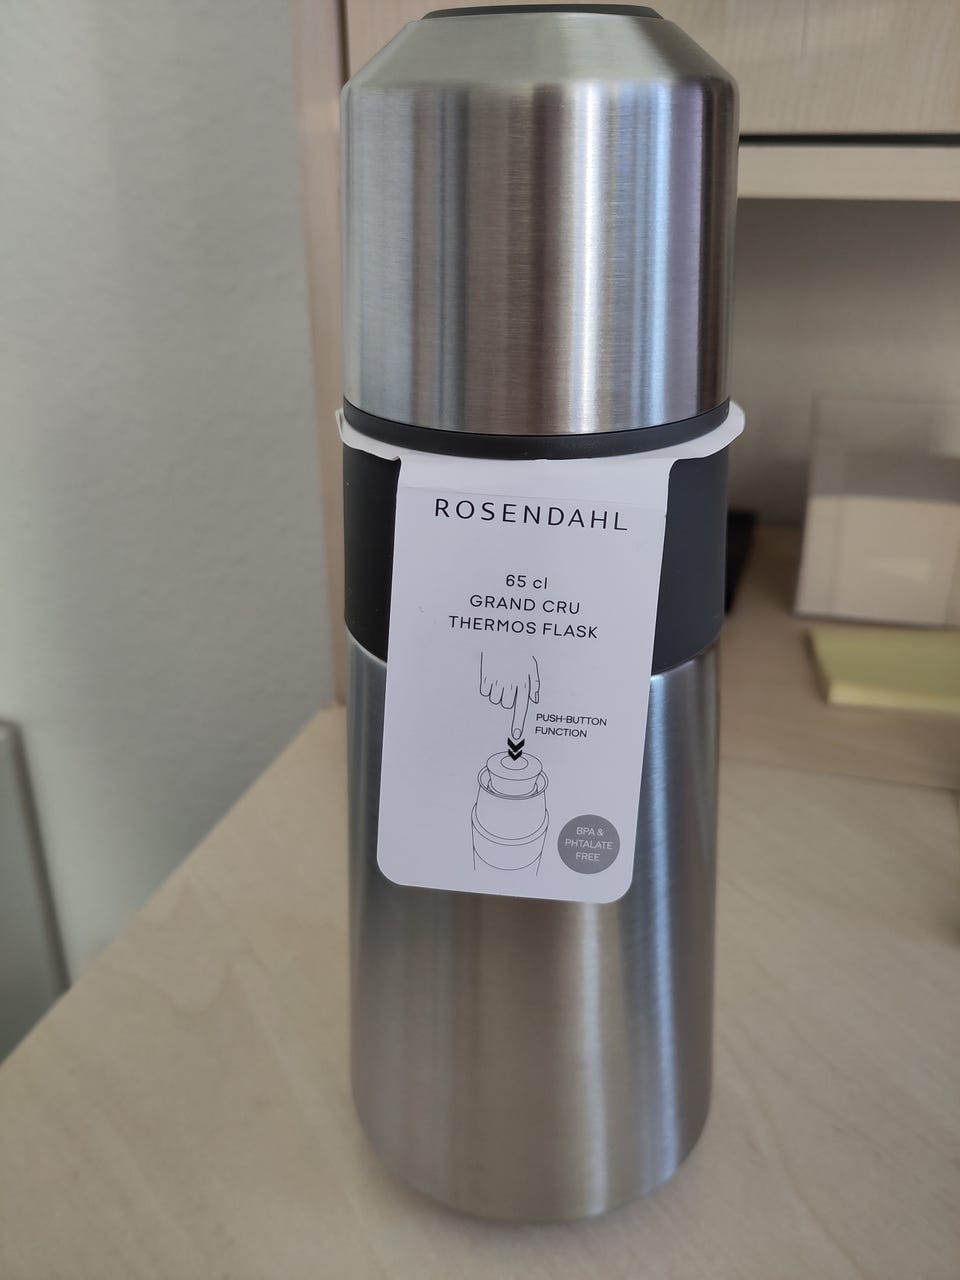 ROSENDAHL
65 cl
GRAND CRU
THERMOS FLASK
PUSH-BUTTON
FUNCTION
BPA &
PHTALATE
FREE